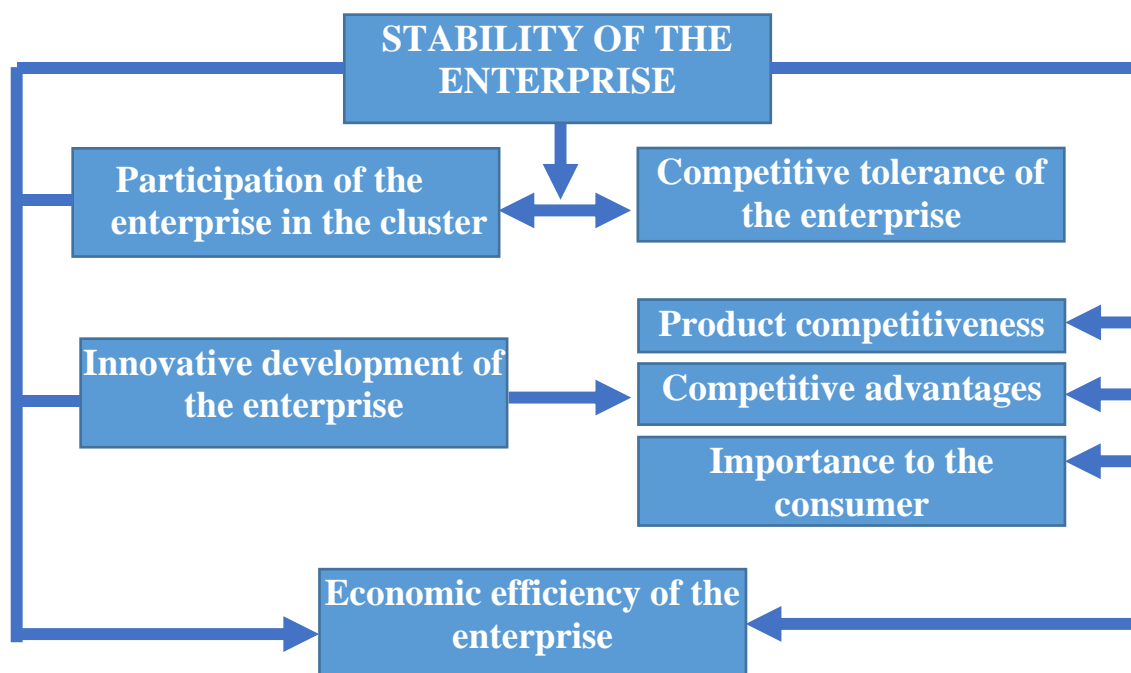 STABILITY OF THE
ENTERPRISE
Participation of the
enterprise in the cluster
Competitive tolerance of
the enterprise
Product competitiveness
Innovative development of
the enterprise
Competitive advantages
Importance to the
consumer
Economic efficiency of the
enterprise